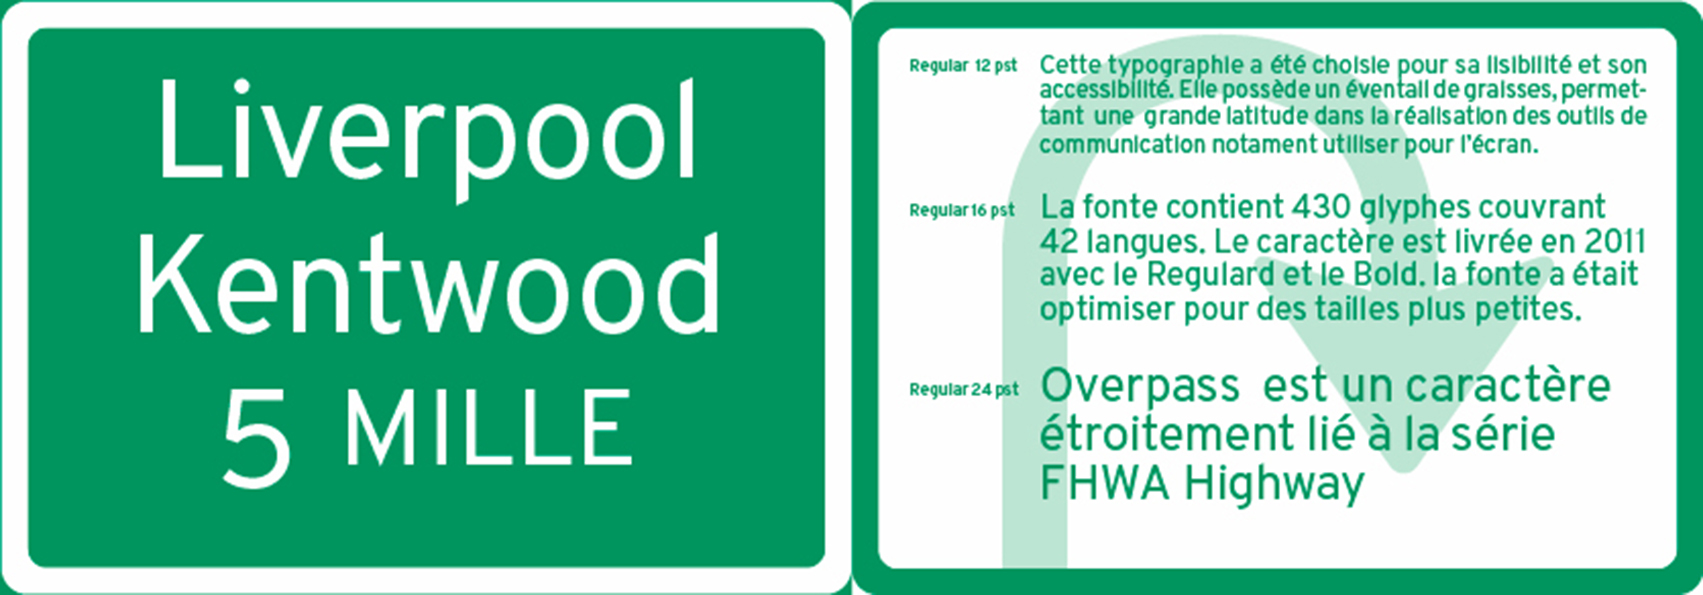 Liverpool
Kentwood
5 MILLE
Regular 12 pst
Cette typographie a été choisie pour sa lisibilité et son
accessibilité. Elle possède un éventail de graisses, permet-
tant une grande latitude dans la réalisation des outils de
communication notament utiliser pour l'écran.
Regular 16 pst
La fonte contient 430 glyphes couvrant
42 langues. Le caractère est livrée en 2011
avec le Regulard et le Bold. la fonte a était
optimiser pour des tailles plus petites.
Regular 24 pst
Overpass est un caractère
étroitement lié à la série
FHWA Highway